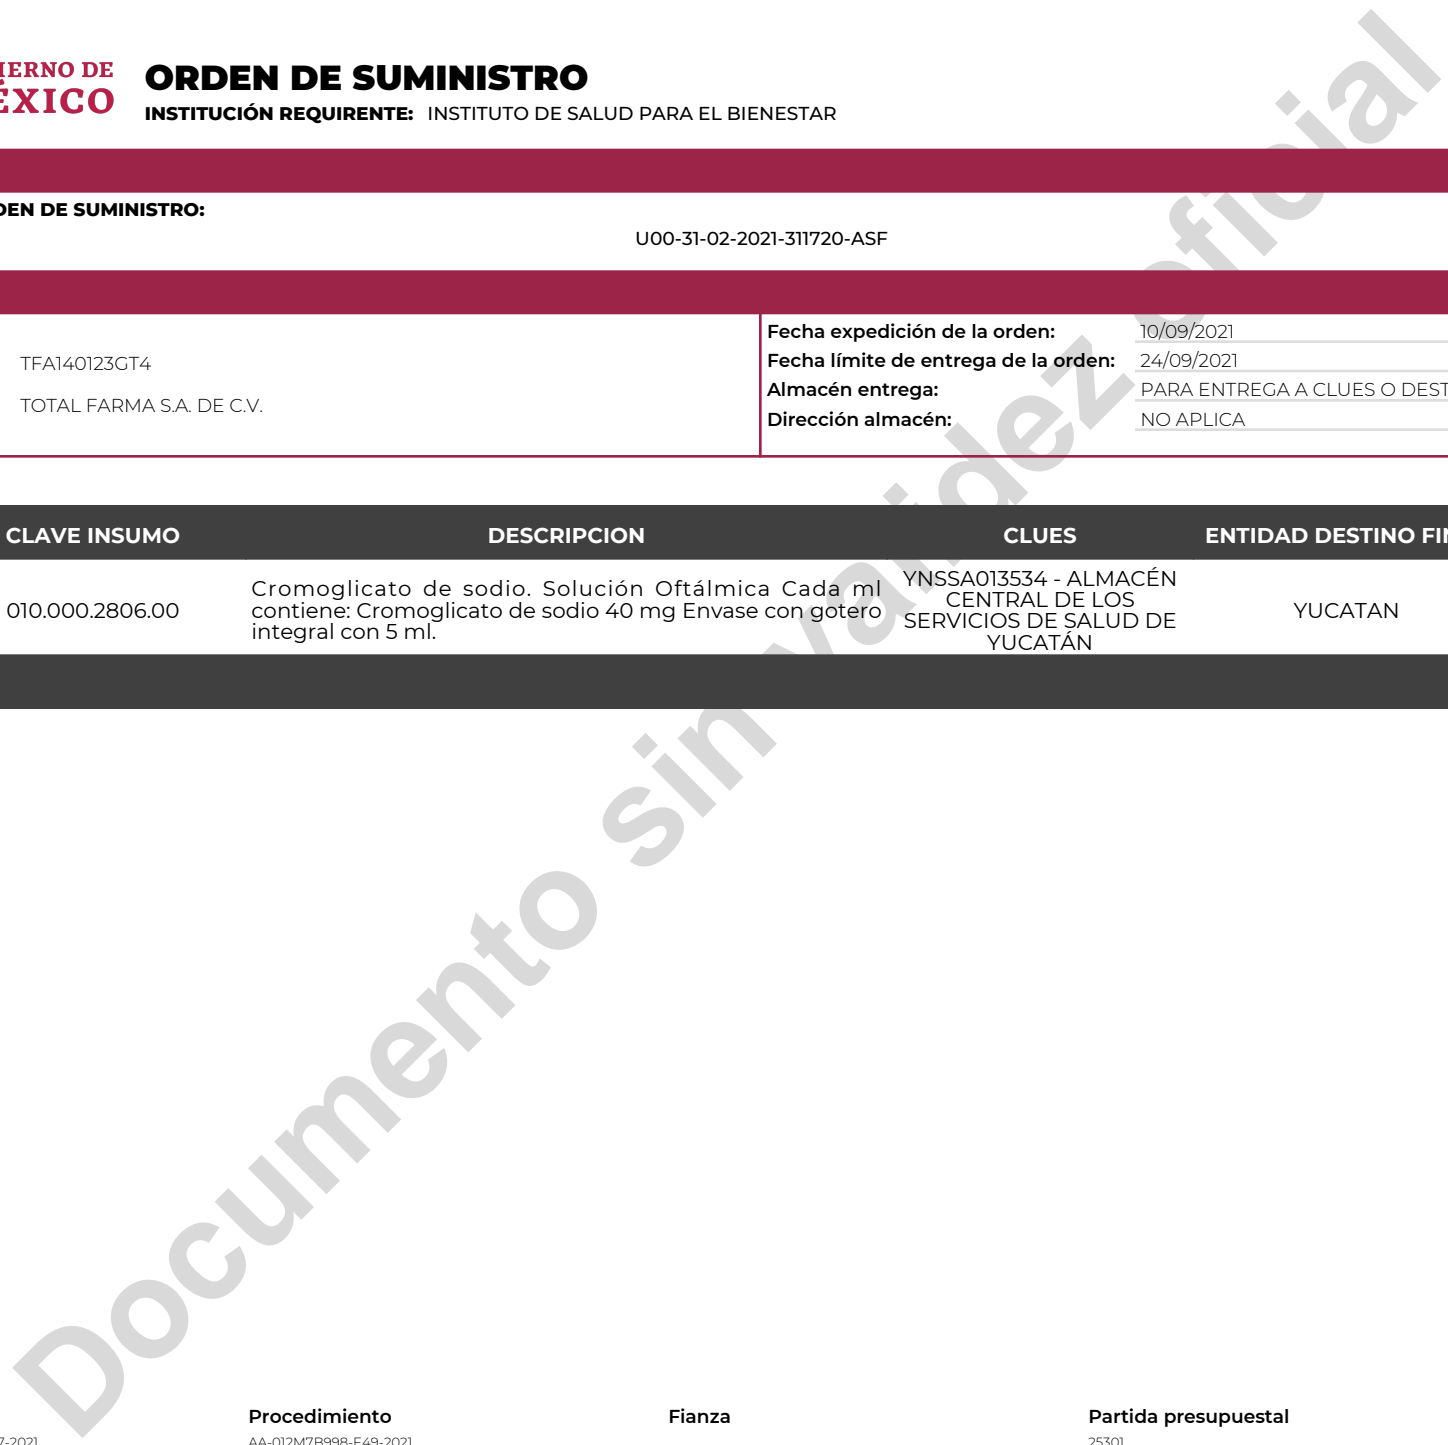 IERNO DE
ÉXICO
ORDEN DE SUMINISTRO
INSTITUCIÓN REQUIRENTE: INSTITUTO DE SALUD PARA EL BIENESTAR
DEN DE SUMINISTRO:
U00-31-02-2021-311720-ASF
TFA140123GT4
TOTAL FARMA S.A. DE C.V.
Fecha expedición de la orden: 10/09/2021
Fecha límite de entrega de la orden: 24/09/2021
Almacén entrega: PARA ENTREGA A CLUES O DEST
Dirección almacén: NO APLICA
CLAVE INSUMO DESCRIPCION CLUES ENTIDAD DESTINO FIN
010.000.2806.00
Cromoglicato de sodio. Solución Oftálmica Cada ml
contiene: Cromoglicato de sodio 40 mg Envase con gotero
integral con 5 ml.
YNSSA013534 - ALMACÉN
CENTRAL DE LOS
SERVICIOS DE SALUD DE
YUCATÁN
YUCATAN
Documento sin validez oficial
Procedimiento Fianza Partida presupuestal
7-2021 AA-012M7B998-E49-2021 25301